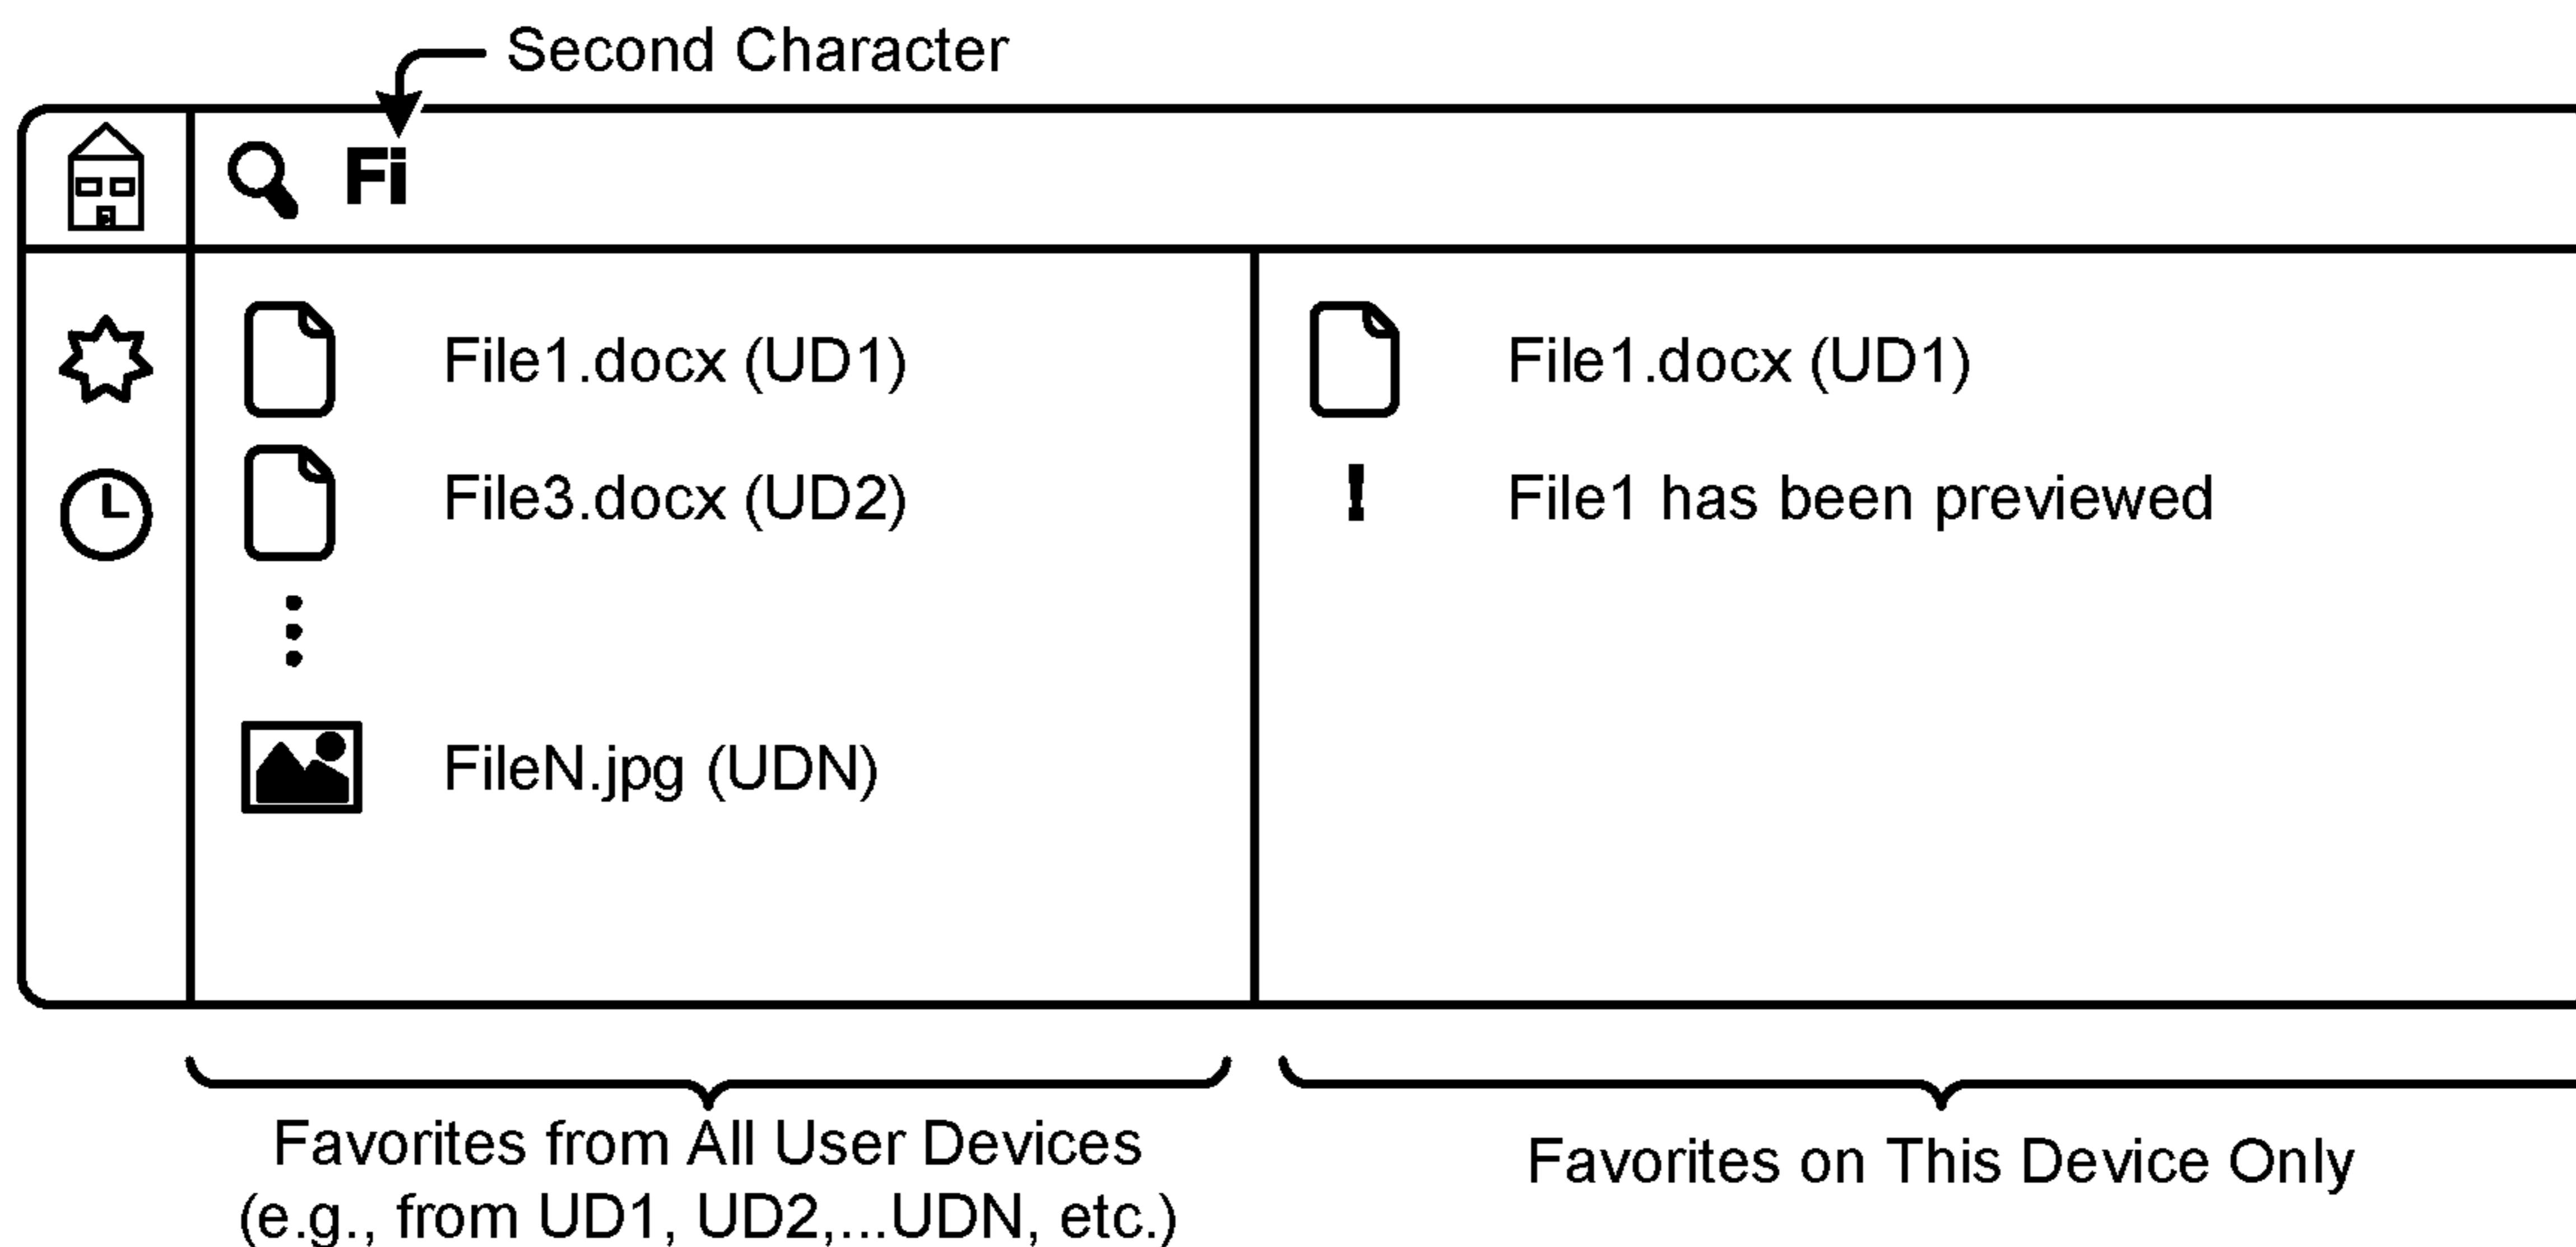 Second Character
Fi
File1.docx (UD1)
File3.docx (UD2)
FileN.jpg (UDN)
File1.docx (UD1)
! File1 has been previewed
Favorites from All User Devices
(e.g., from UD1, UD2,...UDN, etc.)
Favorites on This Device Only